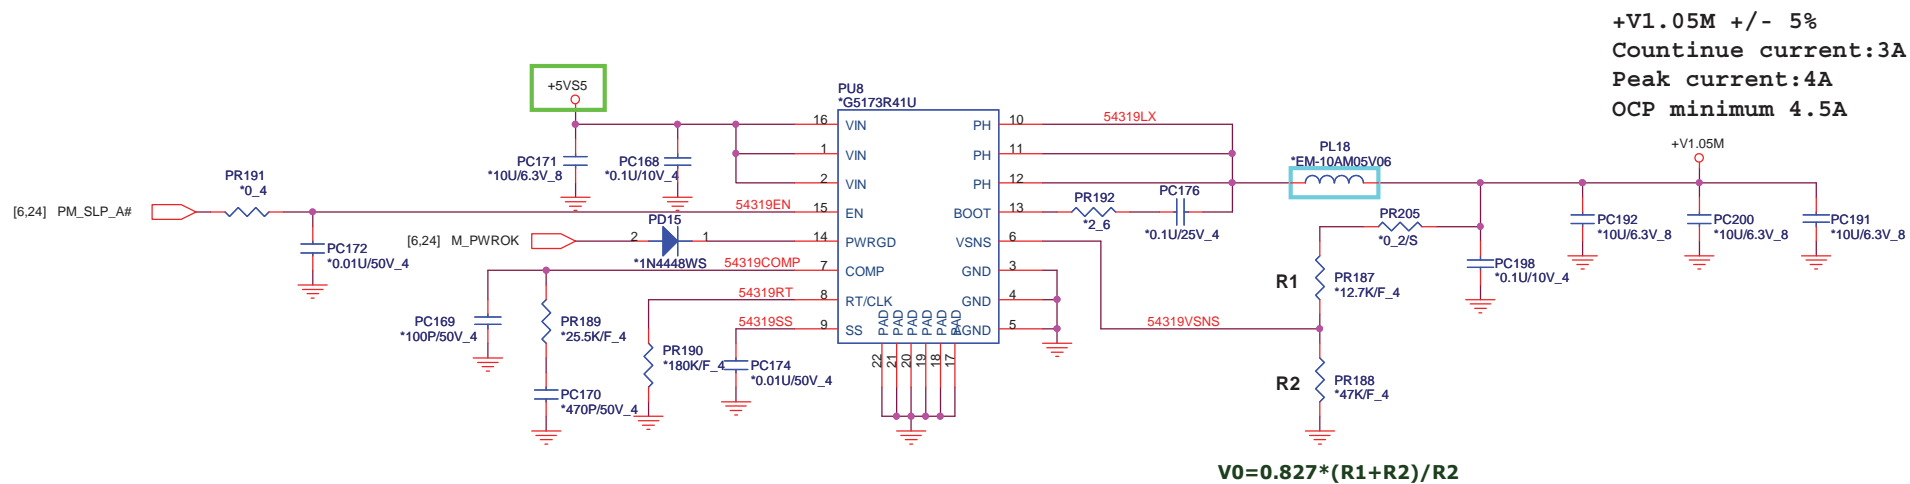 +V1.05M +/- 5%
Countinue current:3A
Peak current:4A
OCP minimum 4.5A
+5VS5
PU8
*G5173R41U
16 VIN
1 VIN
2 VIN
15 EN
14 PWRGD
7 COMP
8 RT/CLK
9 SS
PH 10
PH 11
PH 12
BOOT 13
VSNS 6
GND 3
GND 4
AGND 5
PAD PAD PAD PAD PAD PAD
22 21 20 19 18 17
54319LX
PL18
*EM-10AM05V06
+V1.05M
PC171
*10U/6.3V_8
PC168
*0.1U/10V_4
PR191
*0_4
[6,24] PM_SLP_A#
54319EN
PC172
*0.01U/50V_4
[6,24] M_PWROK
PD15
2 1
*1N4448WS
54319COMP
54319RT
54319SS
PC169
*100P/50V_4
PR189
*25.5K/F_4
PC170
*470P/50V_4
PR190
*180K/F_4
PC174
*0.01U/50V_4
PR192
*2_6
PC176
*0.1U/25V_4
PR205
*0_2/S
PC192
*10U/6.3V_8
PC200
*10U/6.3V_8
PC191
*10U/6.3V_8
PC198
*0.1U/10V_4
R1
PR187
*12.7K/F_4
54319VSNS
R2
PR188
*47K/F_4
V0=0.827*(R1+R2)/R2